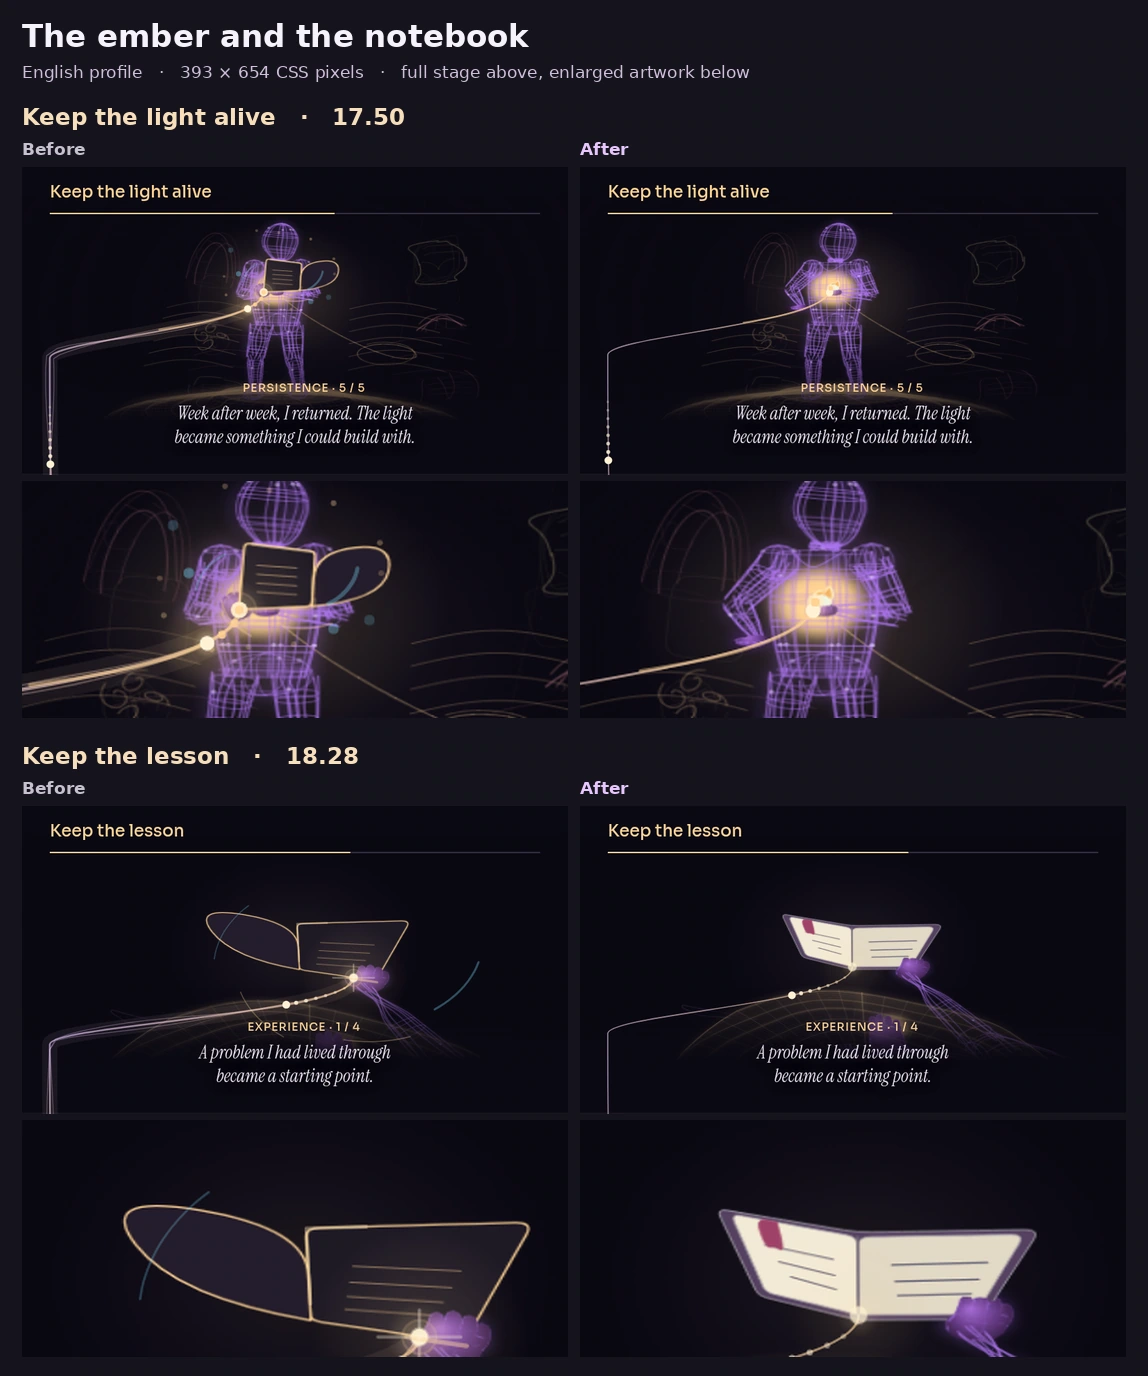 The ember and the notebook
English profile · 393 × 654 CSS pixels · full stage above, enlarged artwork below
Keep the light alive · 17.50
Before
After
Keep the light alive
Keep the light alive
PERSISTENCE · 5 / 5
PERSISTENCE · 5 / 5
Week after week, I returned. The light
became something I could build with.
Week after week, I returned. The light
became something I could build with.
Keep the lesson · 18.28
Before
After
Keep the lesson
Keep the lesson
EXPERIENCE · 1 / 4
EXPERIENCE · 1 / 4
A problem I had lived through
became a starting point.
A problem I had lived through
became a starting point.